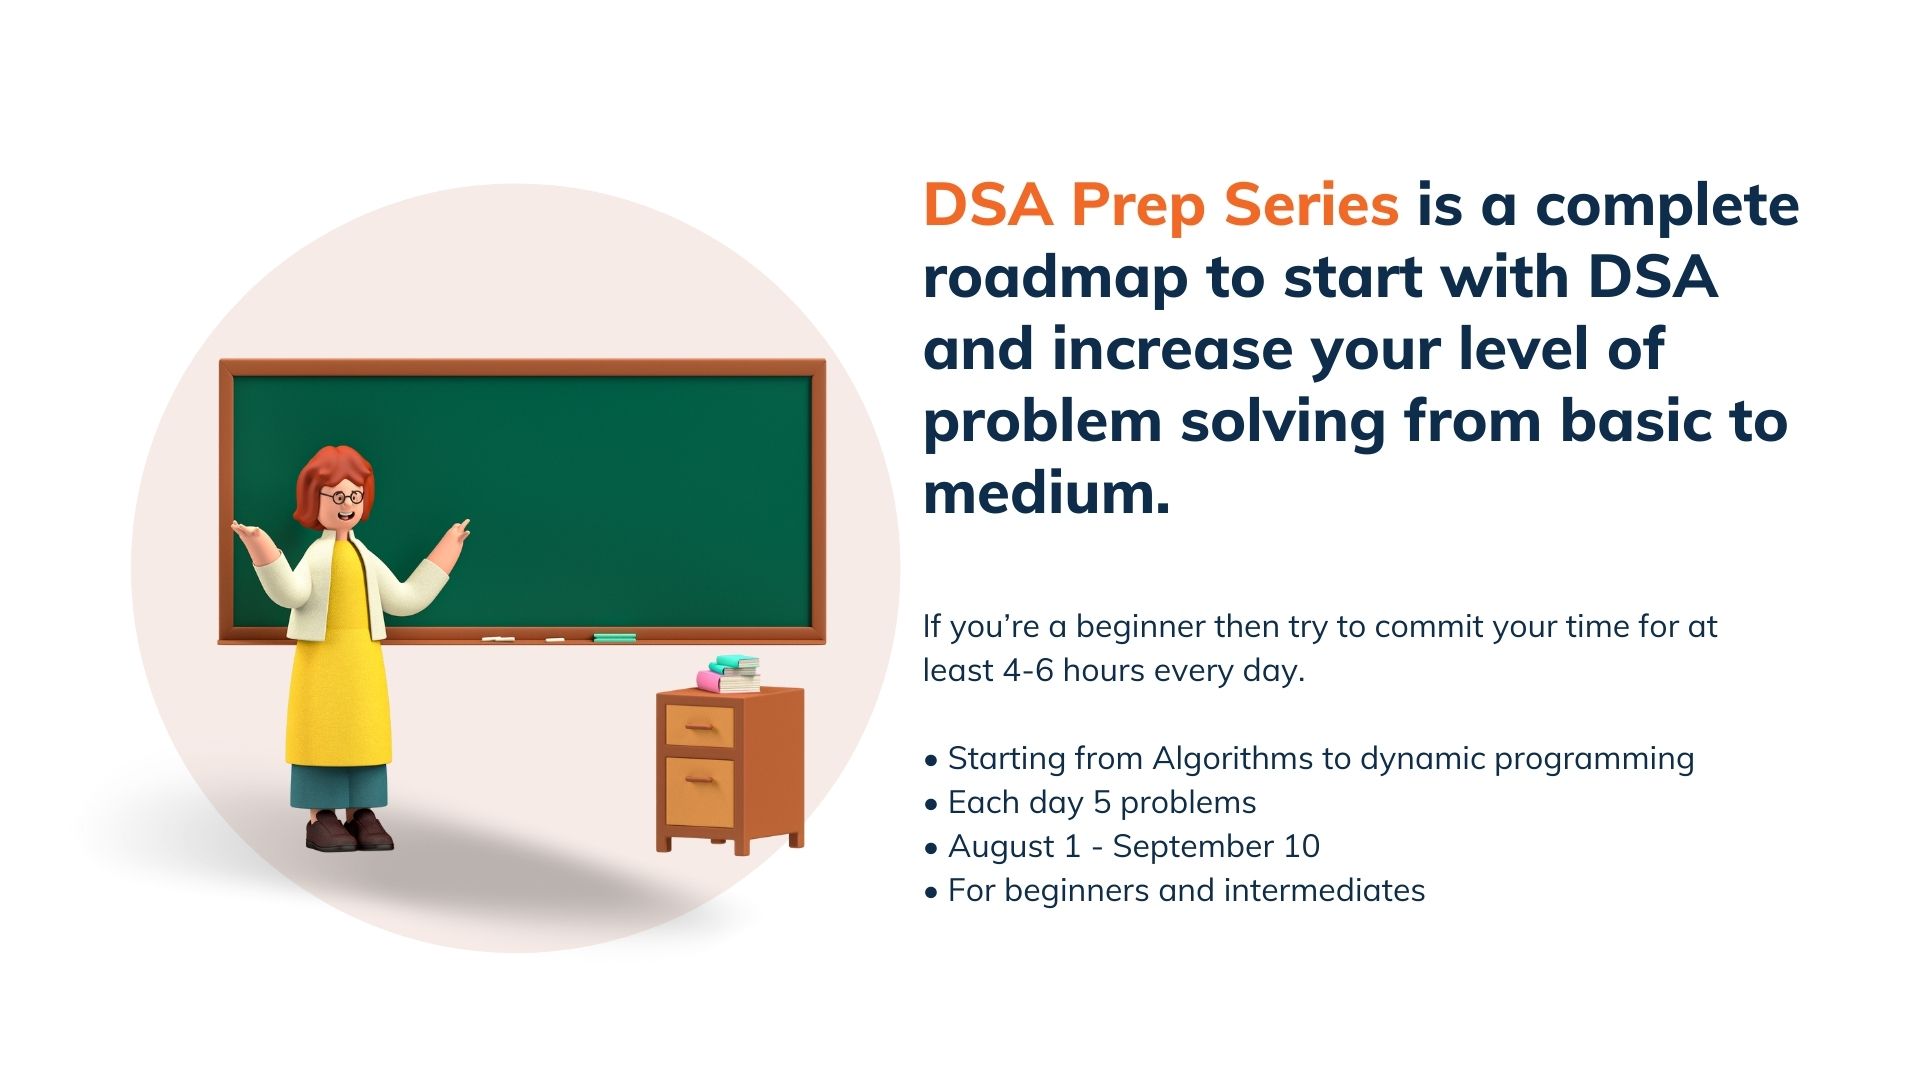 DSA Prep Series is a complete
roadmap to start with DSA
and increase your level of
problem solving from basic to
medium.
If you’re a beginner then try to commit your time for at
least 4-6 hours every day.
• Starting from Algorithms to dynamic programming
• Each day 5 problems
• August 1 - September 10
• For beginners and intermediates